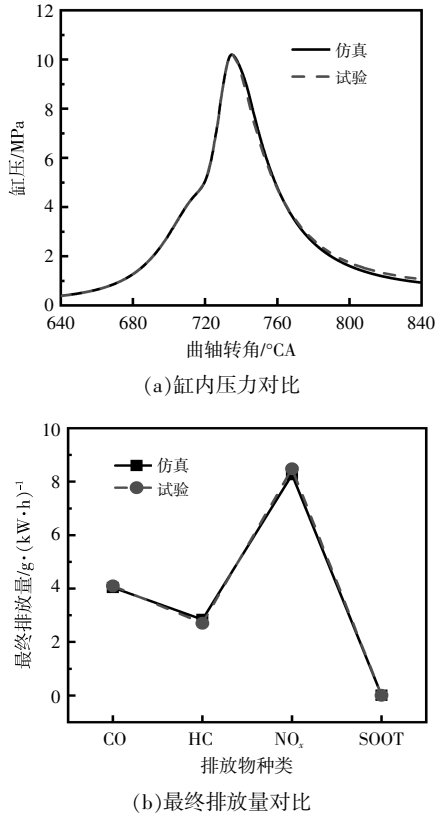 12
10
8
6
4
2
0
缸压/MPa
仿真
试验
640
680
720
760
800
840
曲轴转角/°CA
(a)缸内压力对比
10
8
6
4
2
0
最终排放量/g·(kW·h)⁻¹
仿真
试验
CO
HC
NOₓ
SOOT
排放物种类
(b)最终排放量对比